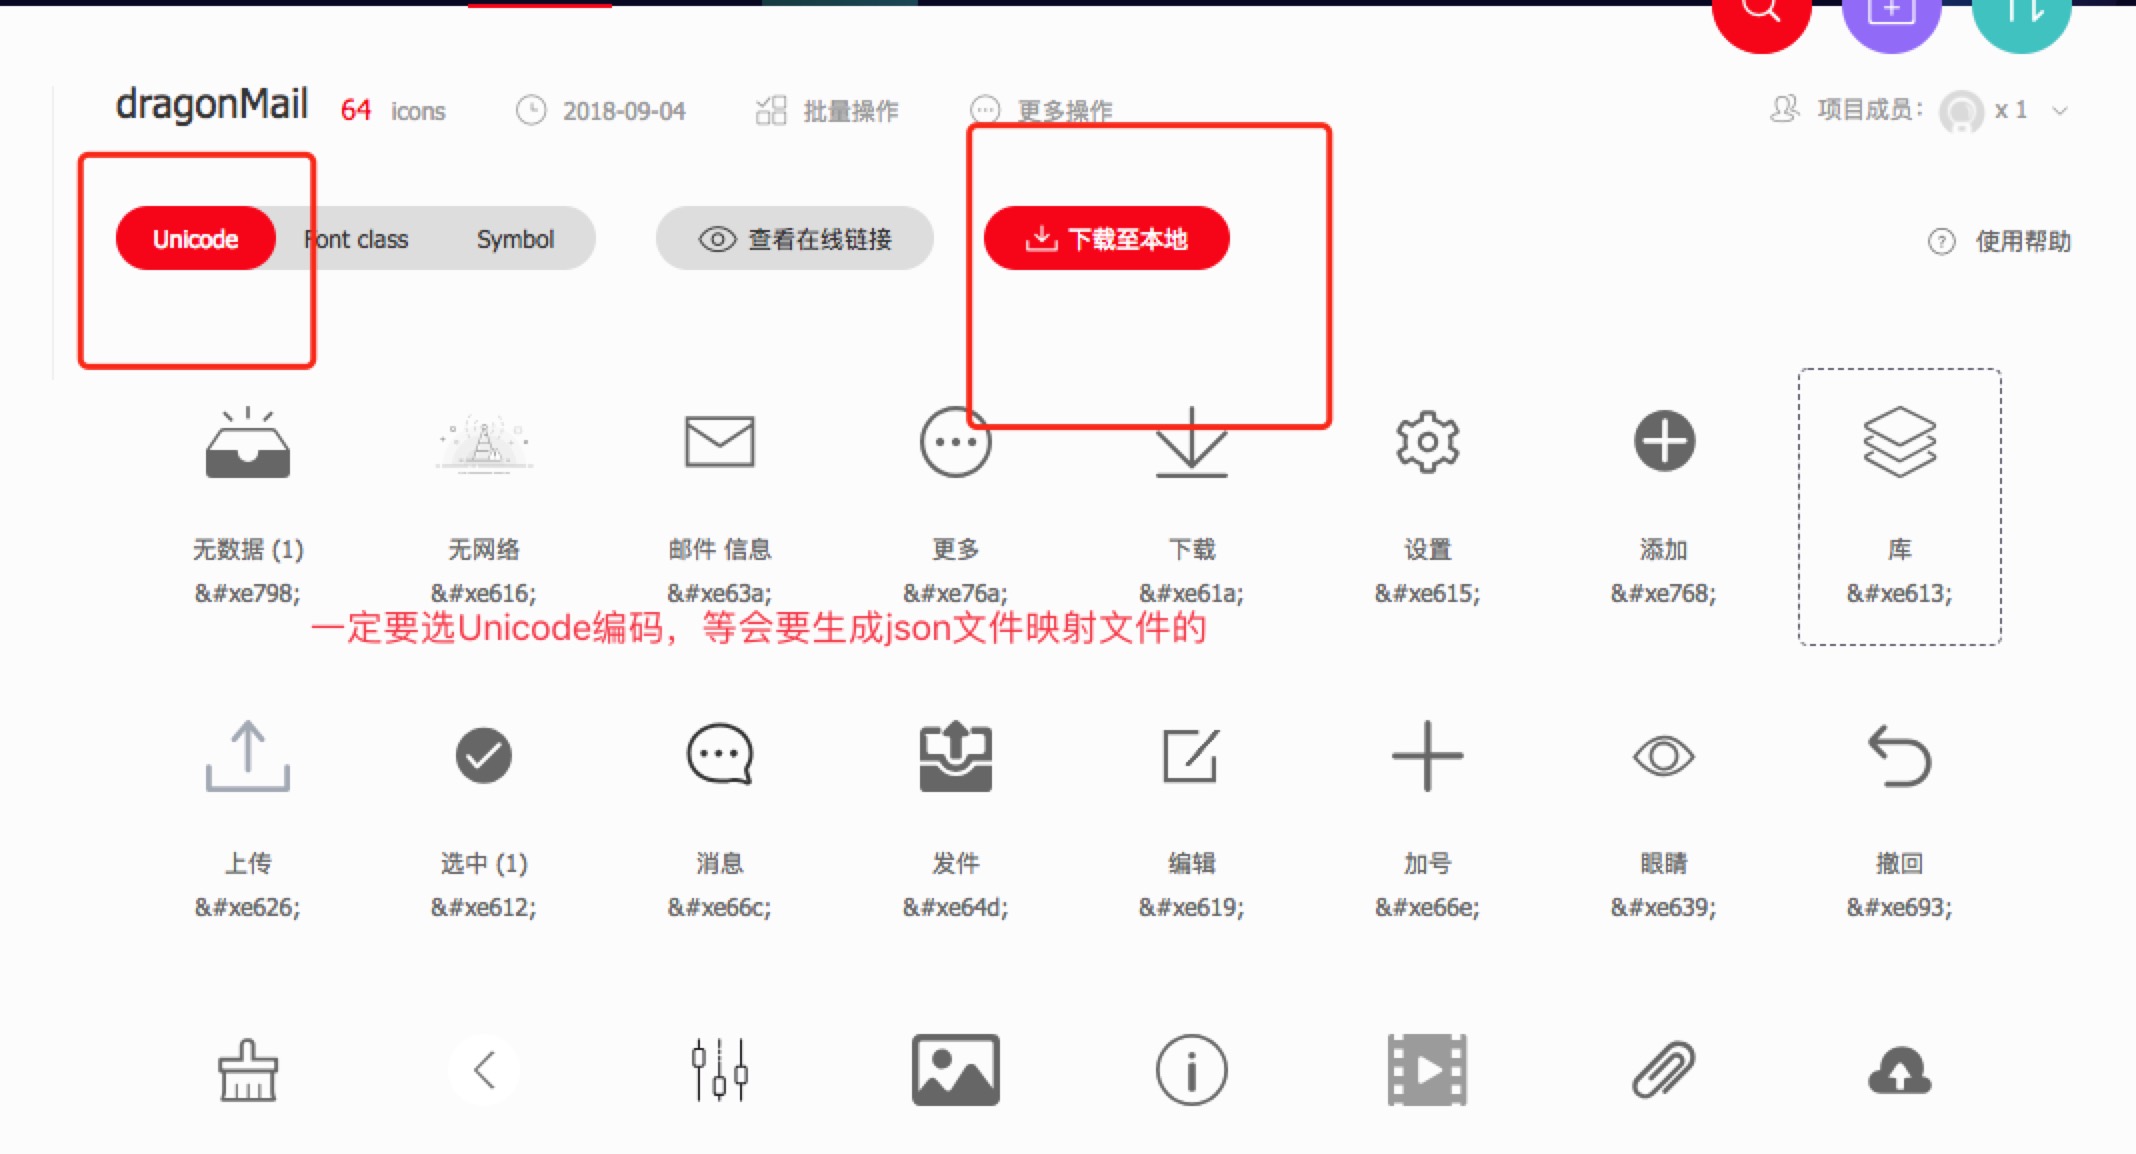 dragonMail 64 icons 2018-09-04 批量操作 更多操作 项目成员: x 1
Unicode Font class Symbol 查看在线链接 下载至本地 使用帮助
无数据 (1) 无网络 邮件 信息 更多 下载 设置 添加 库
&#xe798; &#xe616; &#xe63a; &#xe76a; &#xe61a; &#xe615; &#xe768; &#xe613;
一定要选Unicode编码，等会要生成json文件映射文件的
上传 选中 (1) 消息 发件 编辑 加号 眼睛 撤回
&#xe626; &#xe612; &#xe66c; &#xe64d; &#xe619; &#xe66e; &#xe639; &#xe693;